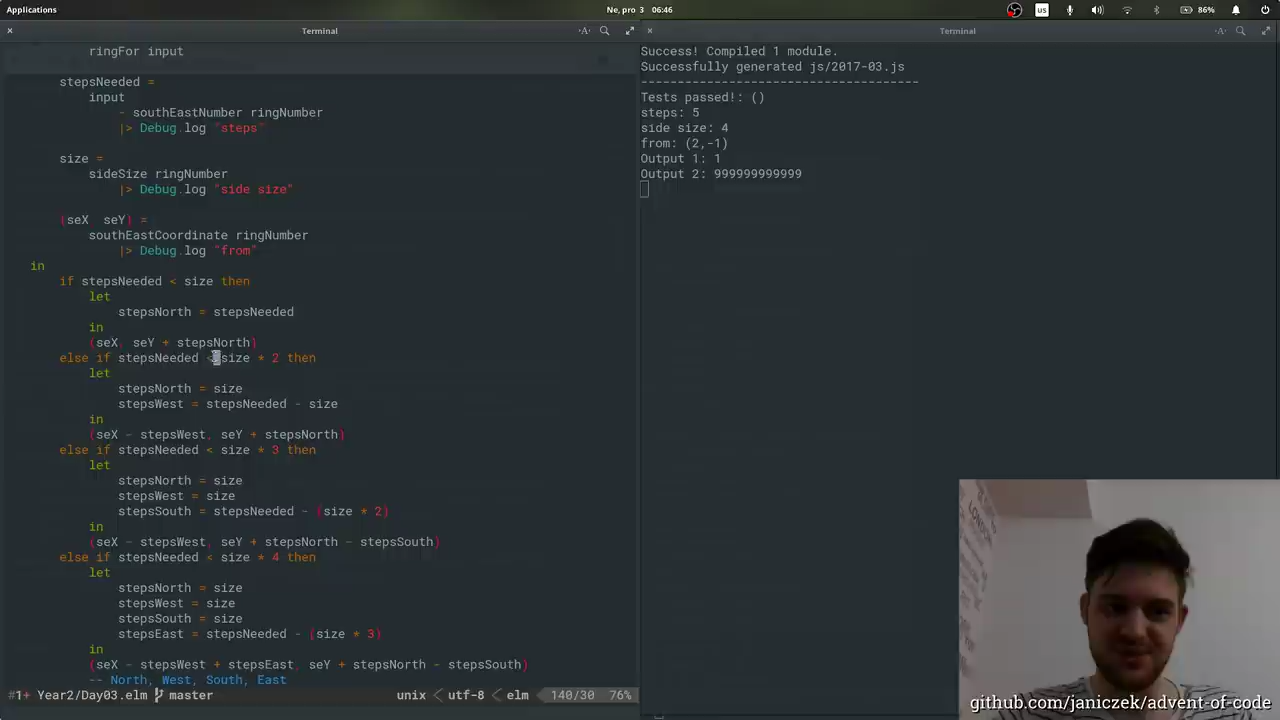 Applications
Ne, pro 3 06:46
us
86%
Terminal
ringFor input
stepsNeeded =
input
- southEastNumber ringNumber
|> Debug.log "steps"
size =
sideSize ringNumber
|> Debug.log "side size"
(seX, seY) =
southEastCoordinate ringNumber
|> Debug.log "from"
in
if stepsNeeded < size then
let
stepsNorth = stepsNeeded
in
(seX, seY + stepsNorth)
else if stepsNeeded < size * 2 then
let
stepsNorth = size
stepsWest = stepsNeeded - size
in
(seX - stepsWest, seY + stepsNorth)
else if stepsNeeded < size * 3 then
let
stepsNorth = size
stepsWest = size
stepsSouth = stepsNeeded - (size * 2)
in
(seX - stepsWest, seY + stepsNorth - stepsSouth)
else if stepsNeeded < size * 4 then
let
stepsNorth = size
stepsWest = size
stepsSouth = size
stepsEast = stepsNeeded - (size * 3)
in
(seX - stepsWest + stepsEast, seY + stepsNorth - stepsSouth)
-- North, West, South, East
#1+ Year2/Day03.elm master unix < utf-8 < elm 140/30 76%
Terminal
Success! Compiled 1 module.
Successfully generated js/2017-03.js
--------------------------------------
Tests passed!: ()
steps: 5
side size: 4
from: (2,-1)
Output 1: 1
Output 2: 999999999999
LONDON
github.com/janiczek/advent-of-code